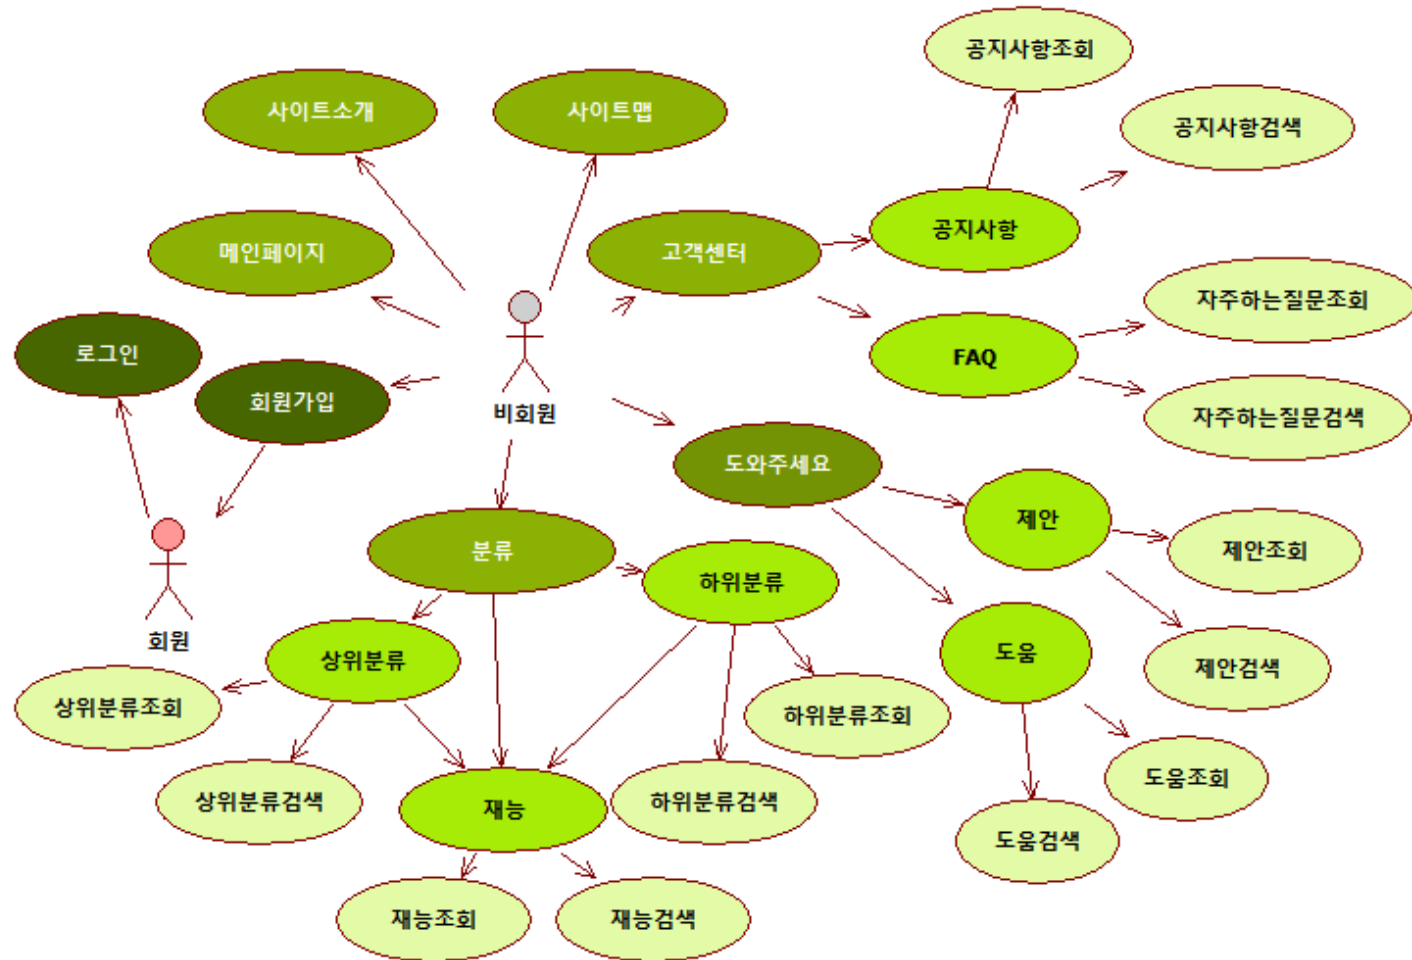 공지사항조회
사이트소개
사이트맵
공지사항검색
공지사항
메인페이지
고객센터
자주하는질문조회
로그인
FAQ
회원가입
비회원
자주하는질문검색
도와주세요
제안
분류
제안조회
하위분류
회원
상위분류
도움
제안검색
상위분류조회
하위분류조회
도움조회
상위분류검색
재능
하위분류검색
도움검색
재능조회
재능검색